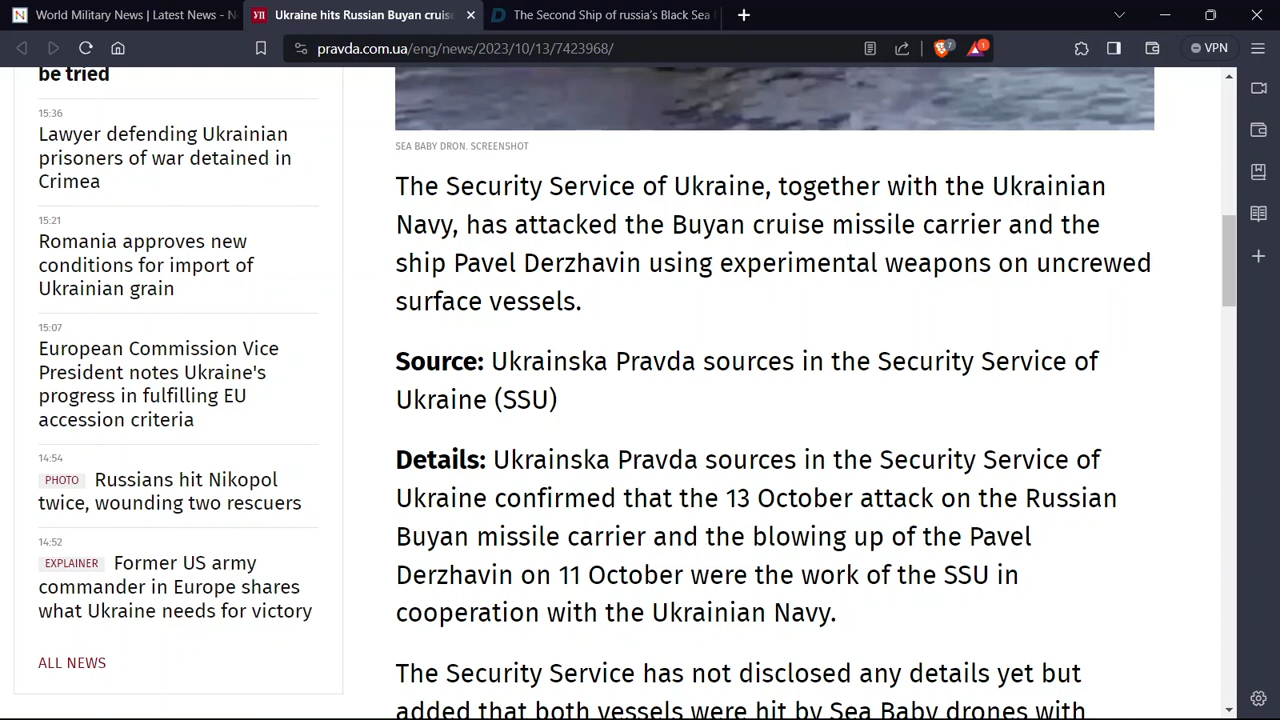 World Military News | Latest News - N
Ukraine hits Russian Buyan cruise
The Second Ship of russia's Black Sea
pravda.com.ua/eng/news/2023/10/13/7423968/
7
1
VPN
be tried
15:36
Lawyer defending Ukrainian
prisoners of war detained in
Crimea
15:21
Romania approves new
conditions for import of
Ukrainian grain
15:07
European Commission Vice
President notes Ukraine's
progress in fulfilling EU
accession criteria
14:54
PHOTO Russians hit Nikopol
twice, wounding two rescuers
14:52
EXPLAINER Former US army
commander in Europe shares
what Ukraine needs for victory
ALL NEWS
SEA BABY DRON. SCREENSHOT
The Security Service of Ukraine, together with the Ukrainian
Navy, has attacked the Buyan cruise missile carrier and the
ship Pavel Derzhavin using experimental weapons on uncrewed
surface vessels.
Source: Ukrainska Pravda sources in the Security Service of
Ukraine (SSU)
Details: Ukrainska Pravda sources in the Security Service of
Ukraine confirmed that the 13 October attack on the Russian
Buyan missile carrier and the blowing up of the Pavel
Derzhavin on 11 October were the work of the SSU in
cooperation with the Ukrainian Navy.
The Security Service has not disclosed any details yet but
added that both vessels were hit by Sea Baby drones with